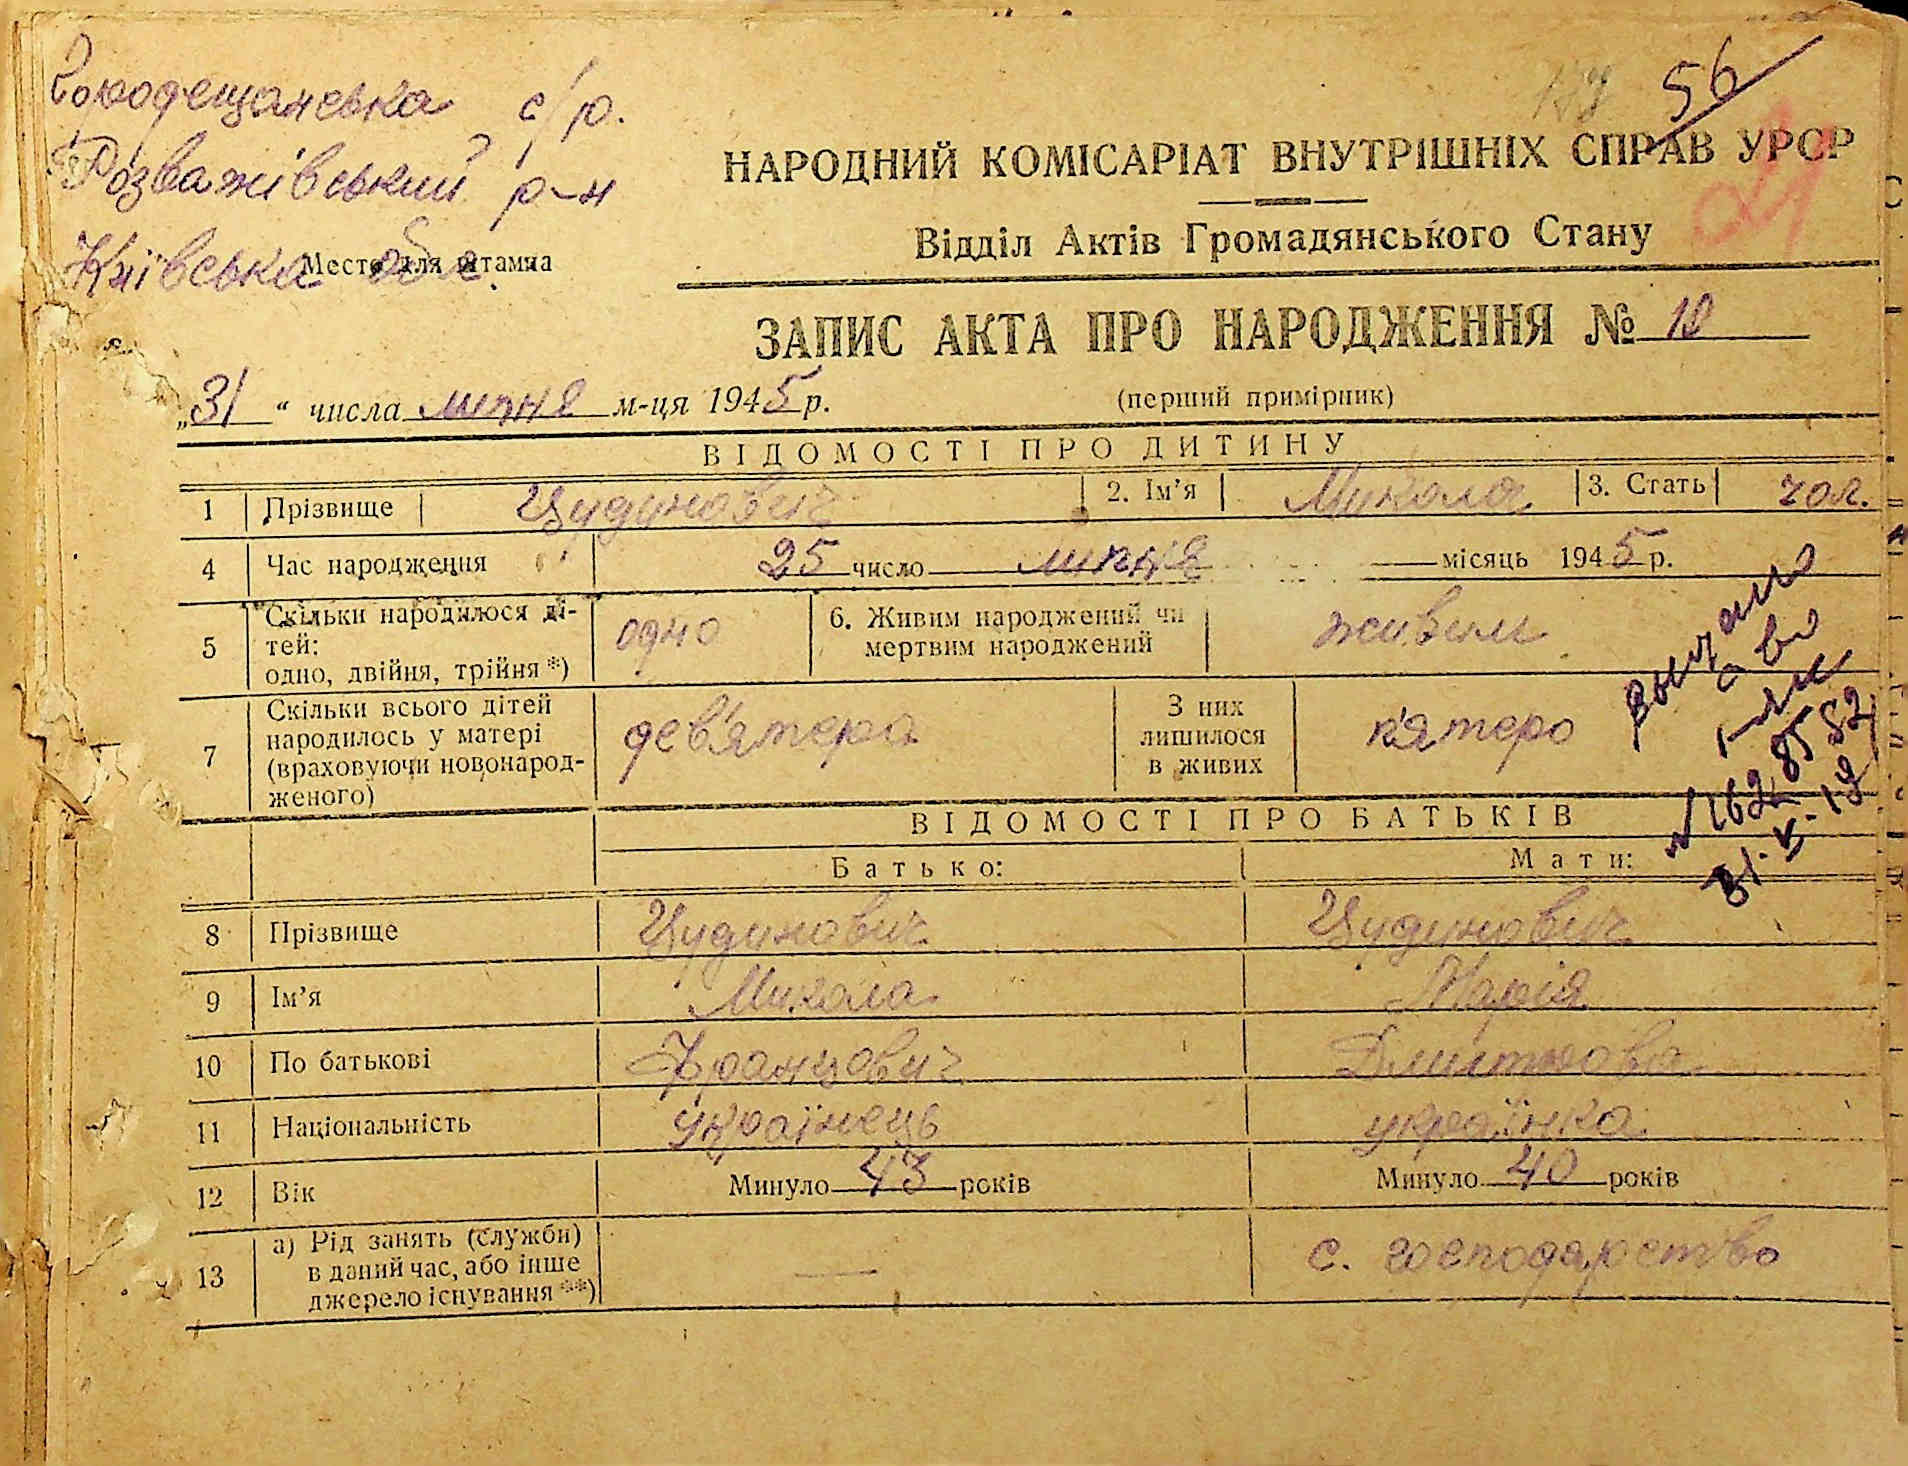 Городещанська с/р.
Розважівський р-н
Київська обл.
Место для штампа
56
НАРОДНИЙ КОМІСАРІАТ ВНУТРІШНІХ СПРАВ УРСР
Відділ Актів Громадянського Стану
ЗАПИС АКТА ПРО НАРОДЖЕННЯ № 10
„31“ числа липня м-ця 1945 р.
(перший примірник)
ВІДОМОСТІ ПРО ДИТИНУ
1 Прізвище Цудинович 2. Ім’я Микола 3. Стать чол.
4 Час народження 25 число липня місяць 1945 р.
5 Скільки народилося ді-
тей:
одно, двійня, трійня *) одно 6. Живим народжений чи
мертвим народжений живим
7 Скільки всього дітей
народилось у матері
(враховуючи новонарод-
женого) дев'ятеро З них
лишилося
в живих п'ятеро
ВІДОМОСТІ ПРО БАТЬКІВ
Батько: Мати:
8 Прізвище Цудинович Цудинович
9 Ім’я Микола Марія
10 По батькові Францович Дмитрова
11 Національність українець українка
12 Вік Минуло 43 років Минуло 40 років
13 а) Рід занять (служби)
в даний час, або інше
джерело існування **) — с. господарство